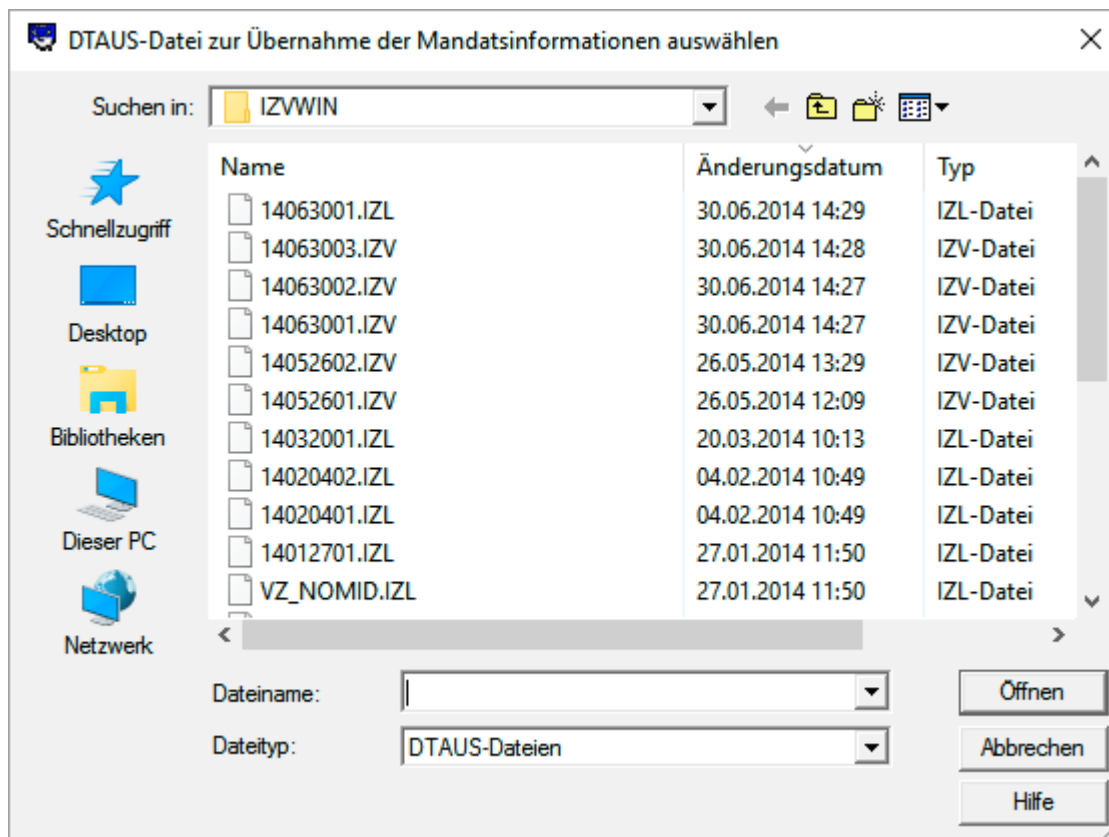 DTAUS-Datei zur Übernahme der Mandatsinformationen auswählen
Suchen in: IZVWIN
Schnellzugriff
Desktop
Bibliotheken
Dieser PC
Netzwerk
Name Änderungsdatum Typ
14063001.IZL 30.06.2014 14:29 IZL-Datei
14063003.IZV 30.06.2014 14:28 IZV-Datei
14063002.IZV 30.06.2014 14:27 IZV-Datei
14063001.IZV 30.06.2014 14:27 IZV-Datei
14052602.IZV 26.05.2014 13:29 IZV-Datei
14052601.IZV 26.05.2014 12:09 IZV-Datei
14032001.IZL 20.03.2014 10:13 IZL-Datei
14020402.IZL 04.02.2014 10:49 IZL-Datei
14020401.IZL 04.02.2014 10:49 IZL-Datei
14012701.IZL 27.01.2014 11:50 IZL-Datei
VZ_NOMID.IZL 27.01.2014 11:50 IZL-Datei
Dateiname: Öffnen
Dateityp: DTAUS-Dateien Abbrechen
Hilfe